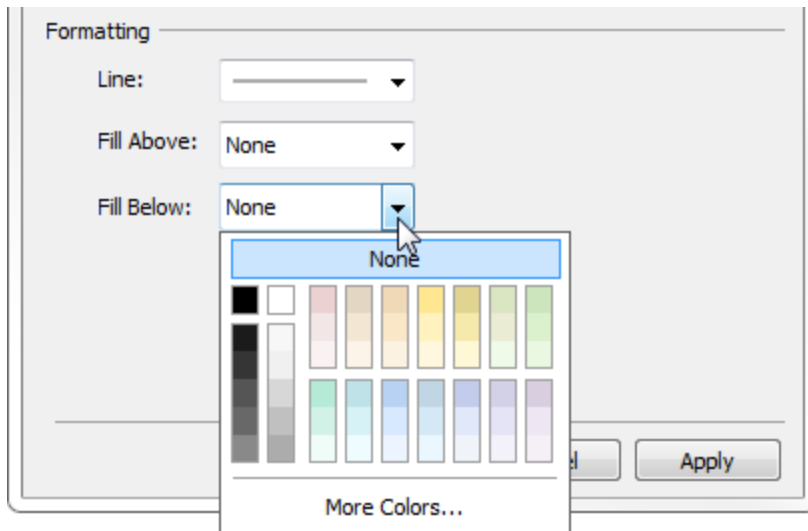 Formatting
Line:
Fill Above: None
Fill Below: None
None
Apply
More Colors...